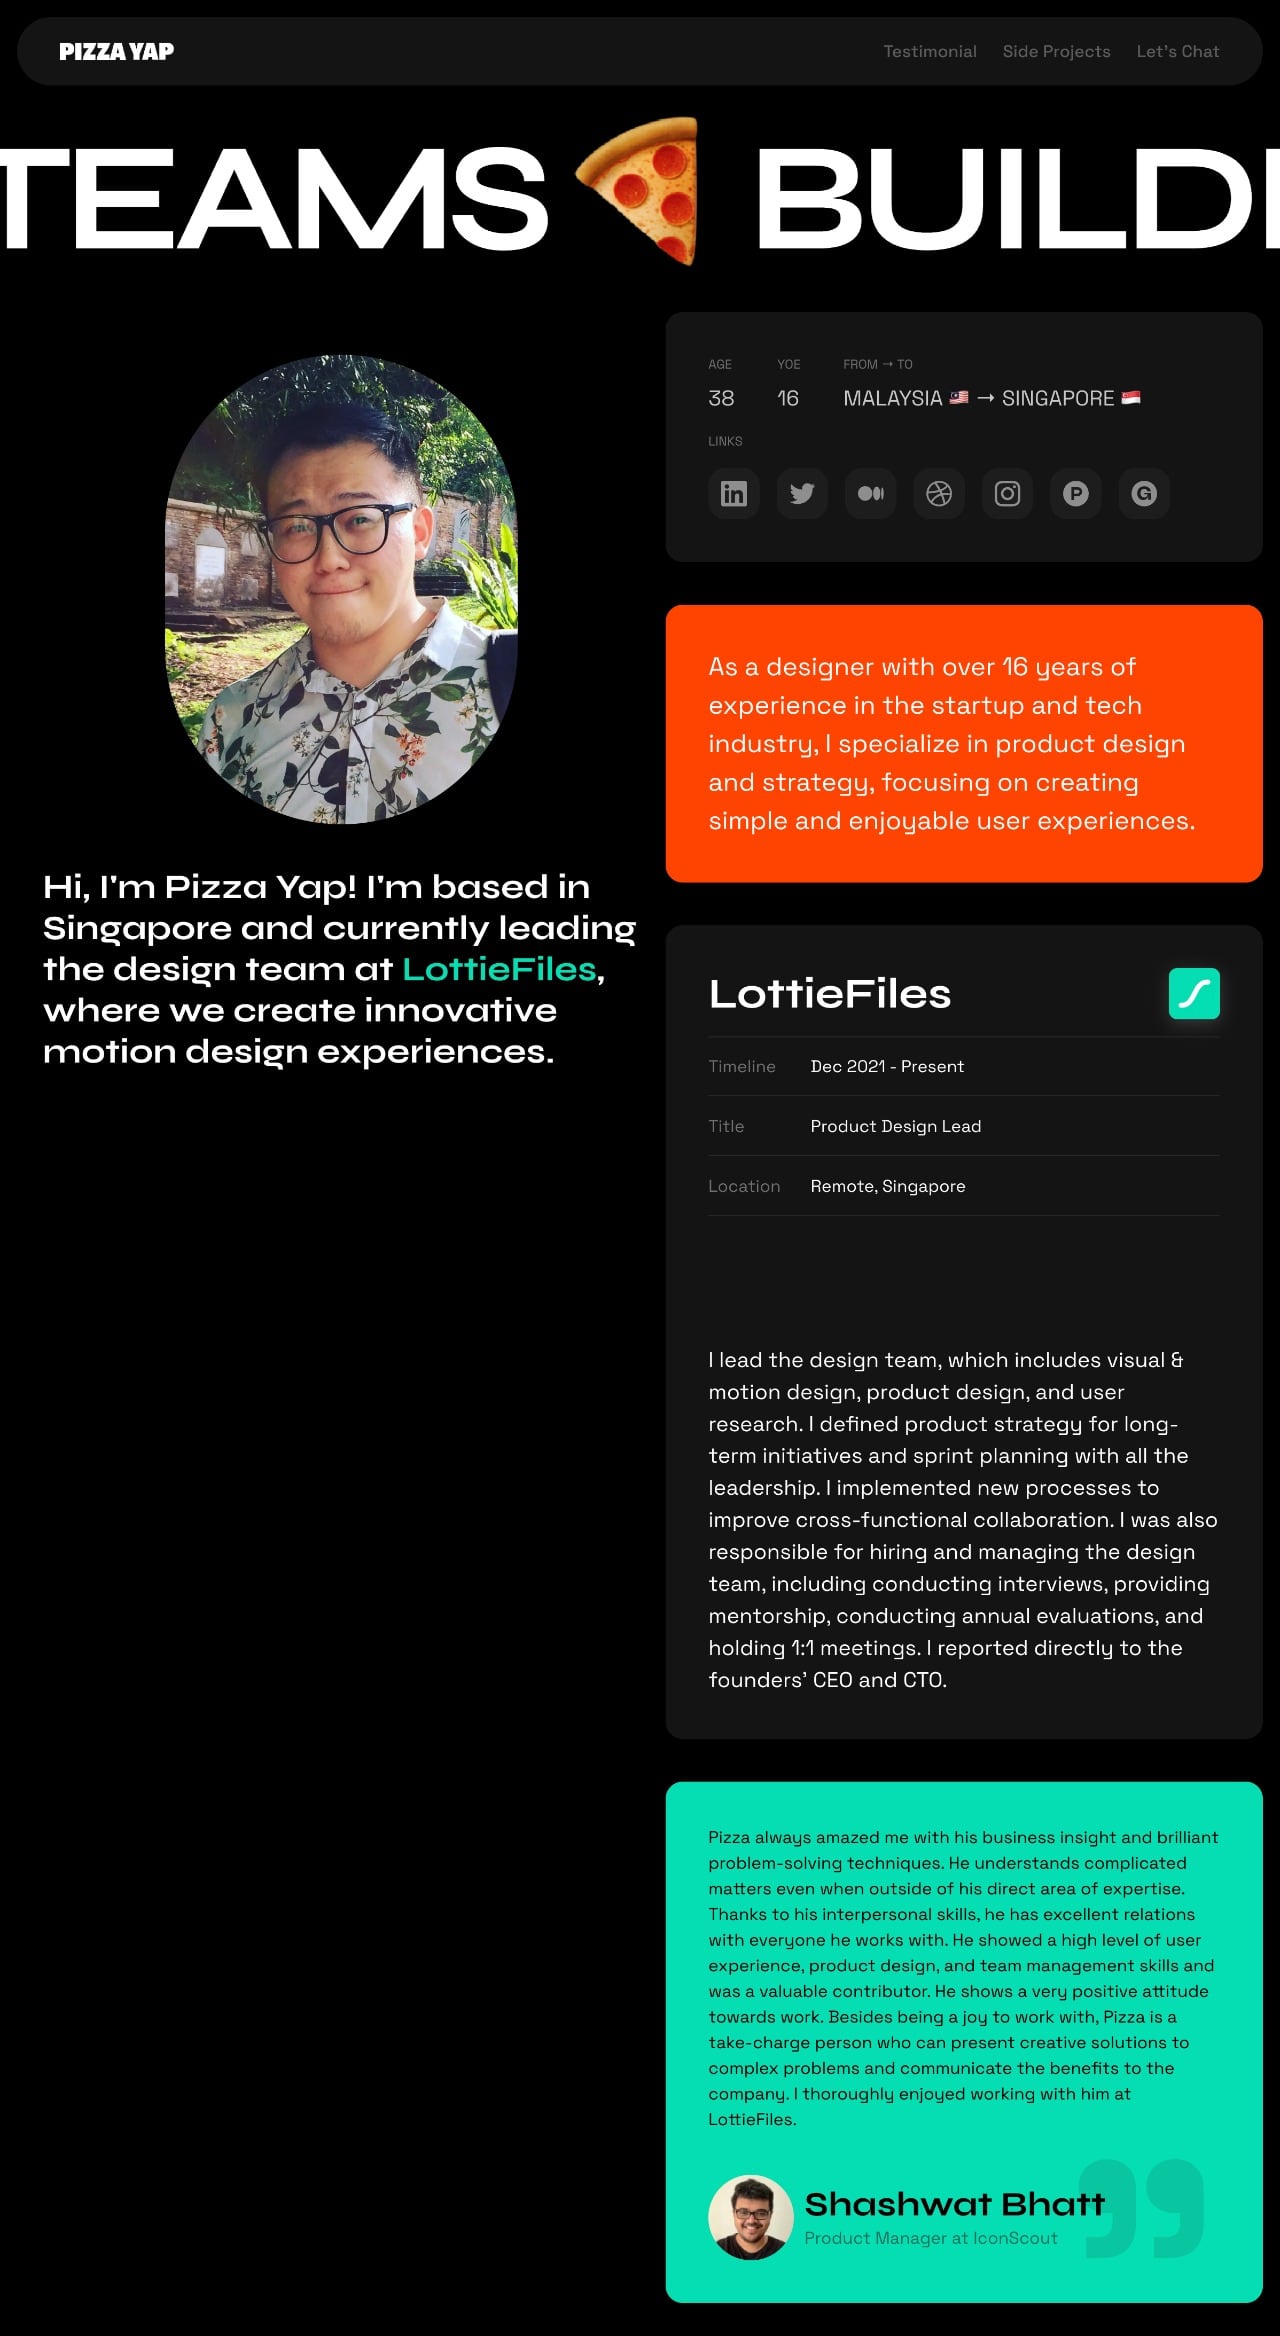 PIZZA YAP
Testimonial Side Projects Let's Chat
TEAMS BUILD
AGE YOE FROM → TO
38 16 MALAYSIA 🇲🇾 → SINGAPORE 🇸🇬
LINKS
in P G
As a designer with over 16 years of
experience in the startup and tech
industry, I specialize in product design
and strategy, focusing on creating
simple and enjoyable user experiences.
Hi, I'm Pizza Yap! I'm based in
Singapore and currently leading
the design team at LottieFiles,
where we create innovative
motion design experiences.
LottieFiles
Timeline Dec 2021 - Present
Title Product Design Lead
Location Remote, Singapore
I lead the design team, which includes visual &
motion design, product design, and user
research. I defined product strategy for long-
term initiatives and sprint planning with all the
leadership. I implemented new processes to
improve cross-functional collaboration. I was also
responsible for hiring and managing the design
team, including conducting interviews, providing
mentorship, conducting annual evaluations, and
holding 1:1 meetings. I reported directly to the
founders’ CEO and CTO.
Pizza always amazed me with his business insight and brilliant
problem-solving techniques. He understands complicated
matters even when outside of his direct area of expertise.
Thanks to his interpersonal skills, he has excellent relations
with everyone he works with. He showed a high level of user
experience, product design, and team management skills and
was a valuable contributor. He shows a very positive attitude
towards work. Besides being a joy to work with, Pizza is a
take-charge person who can present creative solutions to
complex problems and communicate the benefits to the
company. I thoroughly enjoyed working with him at
LottieFiles.
Shashwat Bhatt
Product Manager at IconScout